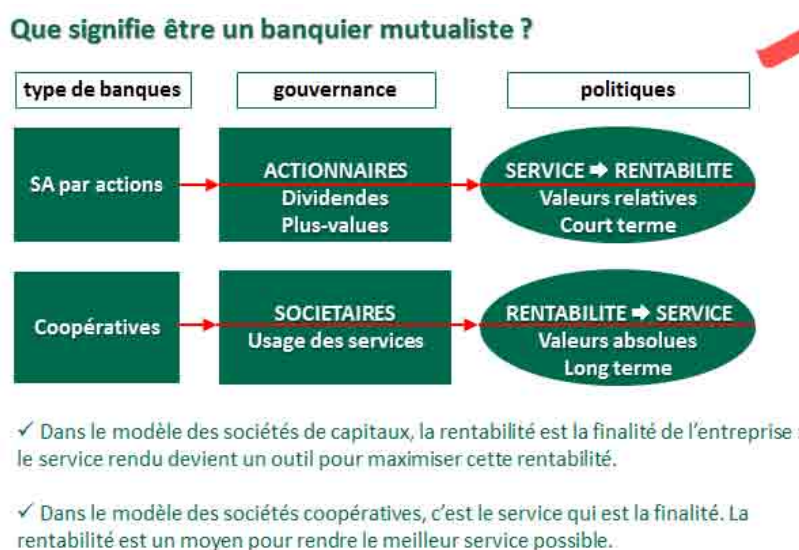 Que signifie être un banquier mutualiste ?
type de banques
gouvernance
politiques
SA par actions
ACTIONNAIRES
Dividendes
Plus-values
SERVICE ➡ RENTABILITE
Valeurs relatives
Court terme
Coopératives
SOCIETAIRES
Usage des services
RENTABILITE ➡ SERVICE
Valeurs absolues
Long terme
✓ Dans le modèle des sociétés de capitaux, la rentabilité est la finalité de l'entreprise :
le service rendu devient un outil pour maximiser cette rentabilité.
✓ Dans le modèle des sociétés coopératives, c'est le service qui est la finalité. La
rentabilité est un moyen pour rendre le meilleur service possible.